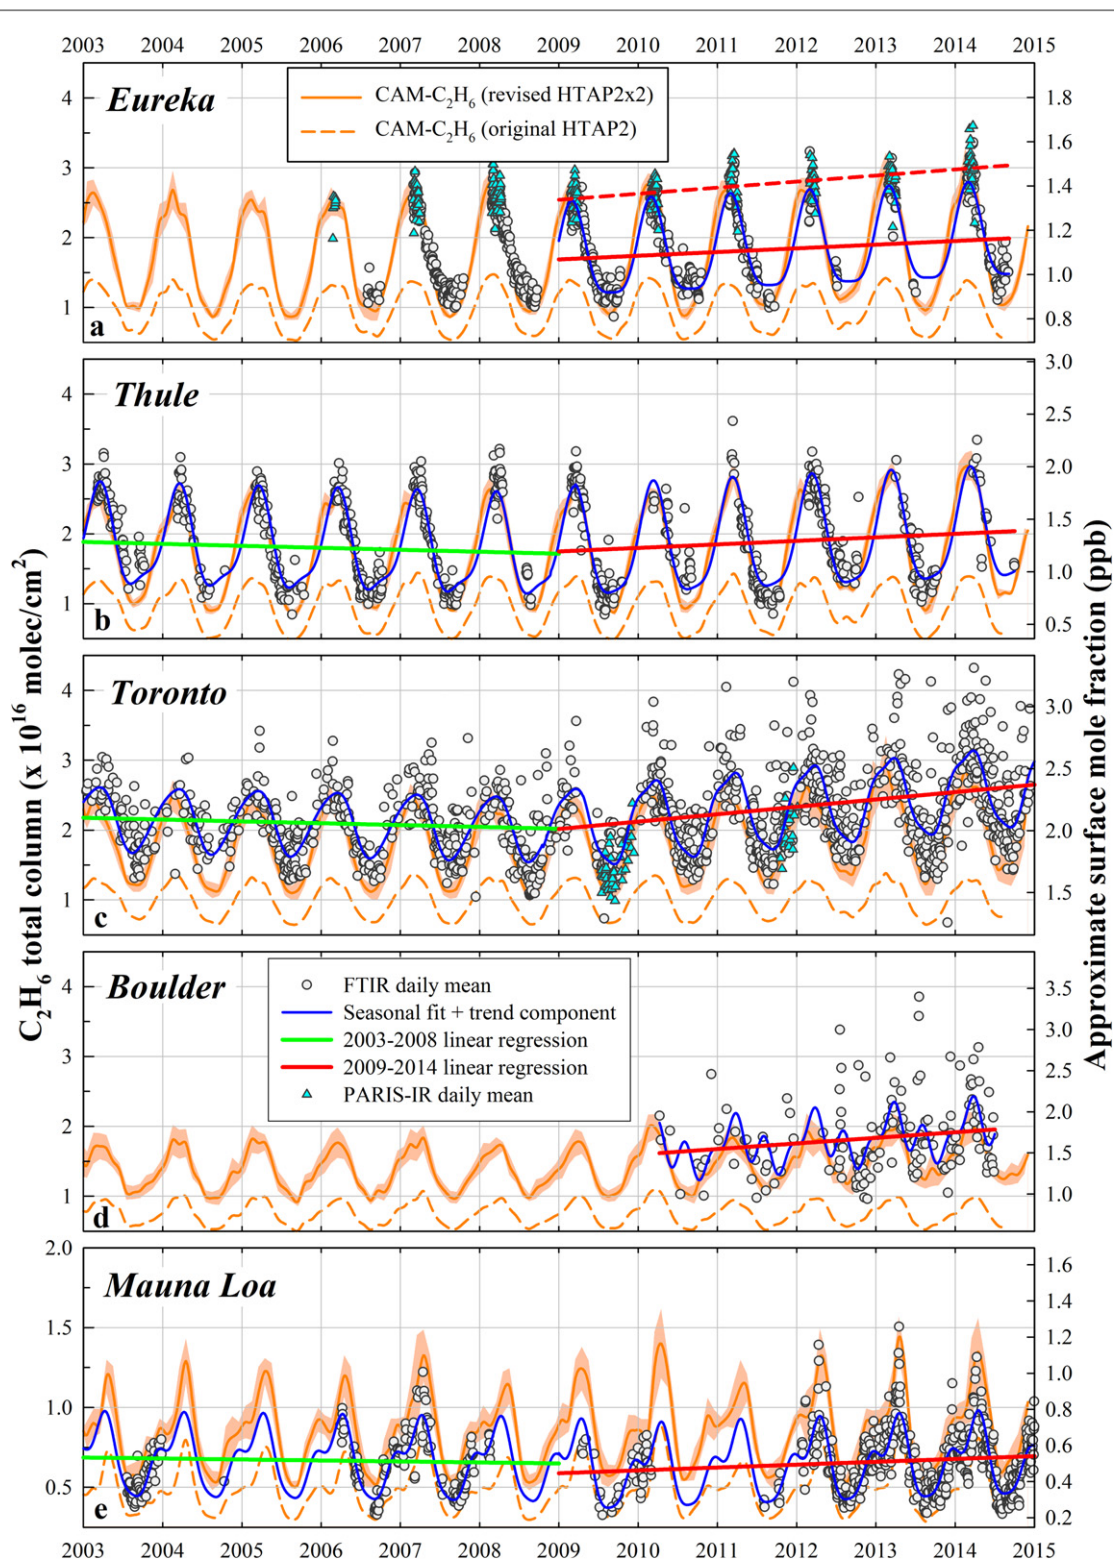 2003 2004 2005 2006 2007 2008 2009 2010 2011 2012 2013 2014 2015
Eureka
CAM-C₂H₆ (revised HTAP2x2)
CAM-C₂H₆ (original HTAP2)
4
3
2
1
1.8
1.6
1.4
1.2
1.0
0.8
a
Thule
4
3
2
1
3.0
2.5
2.0
1.5
1.0
0.5
b
C₂H₆ total column (x 10¹⁶ molec/cm²)
Approximate surface mole fraction (ppb)
Toronto
4
3
2
1
3.0
2.5
2.0
1.5
c
Boulder
FTIR daily mean
Seasonal fit + trend component
2003-2008 linear regression
2009-2014 linear regression
PARIS-IR daily mean
4
3
2
1
3.5
3.0
2.5
2.0
1.5
1.0
d
Mauna Loa
2.0
1.5
1.0
0.5
1.6
1.4
1.2
1.0
0.8
0.6
0.4
0.2
e
2003 2004 2005 2006 2007 2008 2009 2010 2011 2012 2013 2014 2015